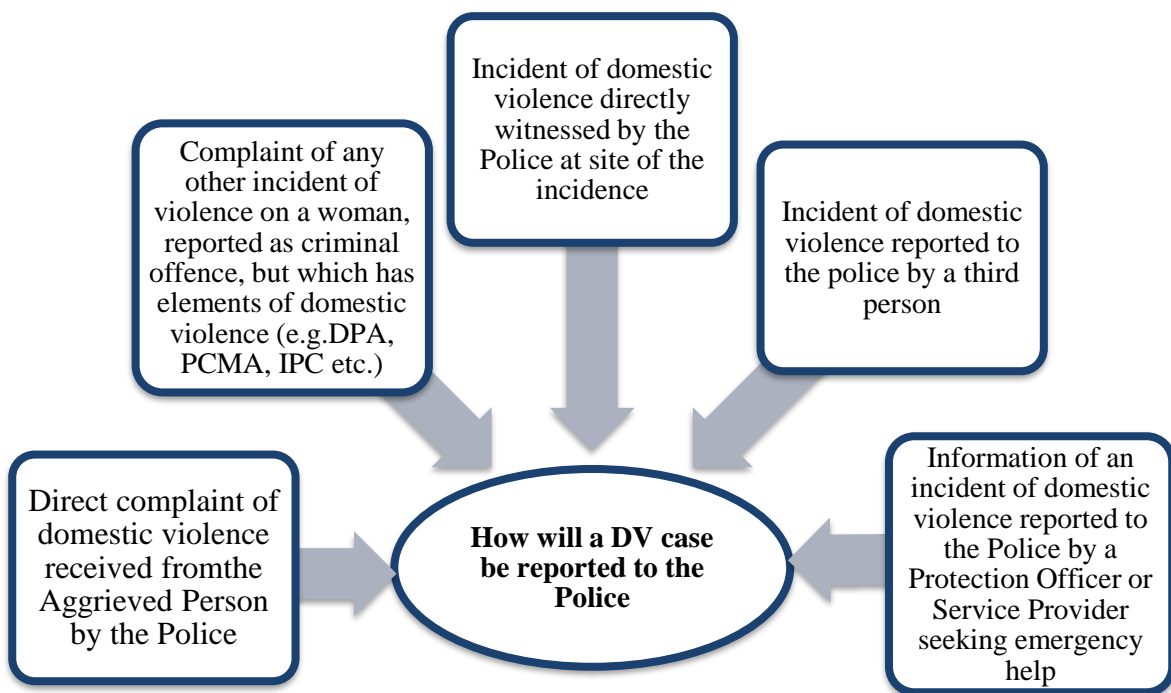 Direct complaint of
domestic violence
received fromthe
Aggrieved Person
by the Police
Complaint of any
other incident of
violence on a woman,
reported as criminal
offence, but which has
elements of domestic
violence (e.g.DPA,
PCMA, IPC etc.)
Incident of domestic
violence directly
witnessed by the
Police at site of the
incidence
Incident of domestic
violence reported to
the police by a third
person
Information of an
incident of domestic
violence reported to
the Police by a
Protection Officer or
Service Provider
seeking emergency
help
How will a DV case
be reported to the
Police